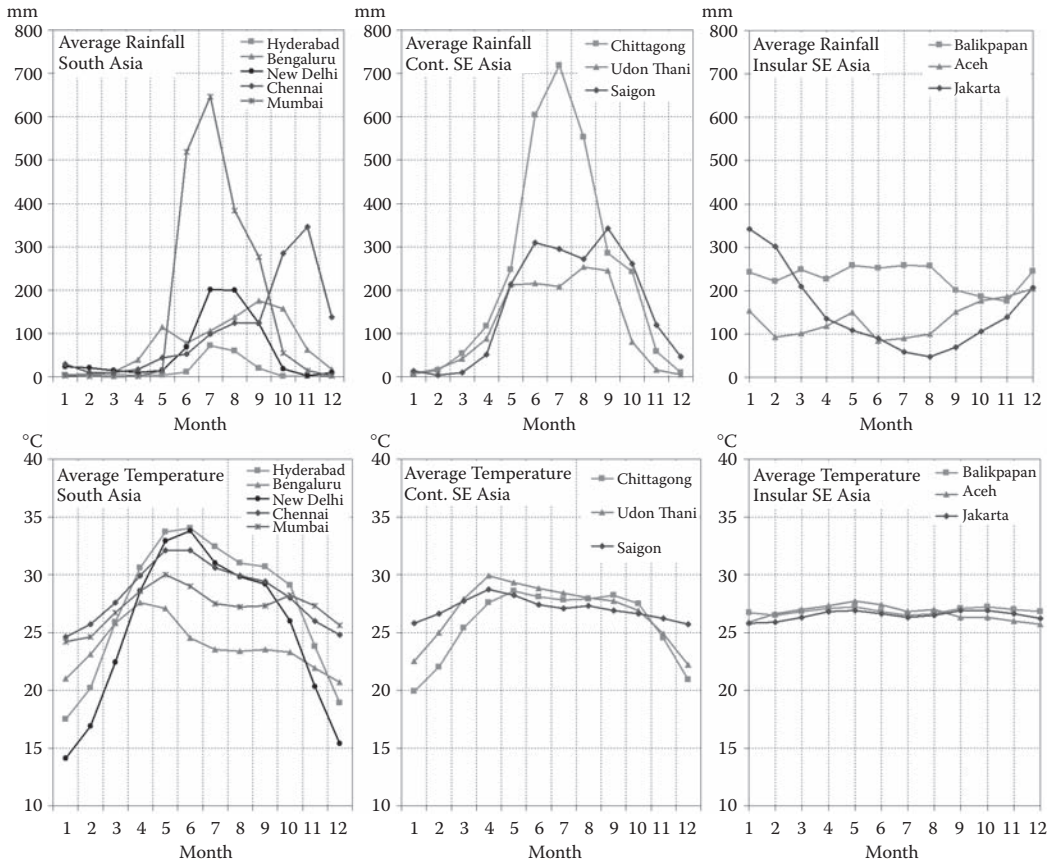 mm
800
700
600
500
400
300
200
100
0
Average Rainfall
South Asia
Hyderabad
Bengaluru
New Delhi
Chennai
Mumbai
1 2 3 4 5 6 7 8 9 10 11 12
Month
mm
800
700
600
500
400
300
200
100
0
Average Rainfall
Cont. SE Asia
Chittagong
Udon Thani
Saigon
1 2 3 4 5 6 7 8 9 10 11 12
Month
mm
800
700
600
500
400
300
200
100
0
Average Rainfall
Insular SE Asia
Balikpapan
Aceh
Jakarta
1 2 3 4 5 6 7 8 9 10 11 12
Month
°C
40
35
30
25
20
15
10
Average Temperature
South Asia
Hyderabad
Bengaluru
New Delhi
Chennai
Mumbai
1 2 3 4 5 6 7 8 9 10 11 12
Month
°C
40
35
30
25
20
15
10
Average Temperature
Cont. SE Asia
Chittagong
Udon Thani
Saigon
1 2 3 4 5 6 7 8 9 10 11 12
Month
°C
40
35
30
25
20
15
10
Average Temperature
Insular SE Asia
Balikpapan
Aceh
Jakarta
1 2 3 4 5 6 7 8 9 10 11 12
Month